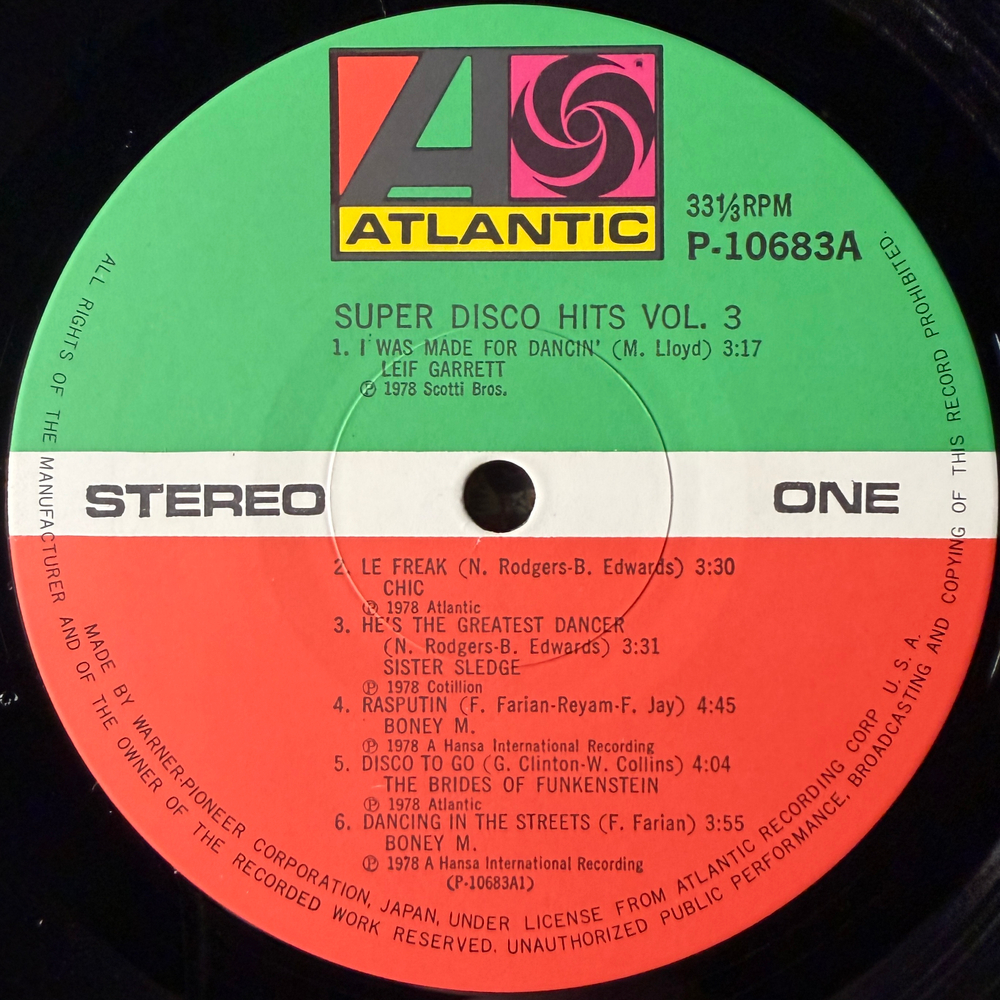 ATLANTIC
33⅓RPM
P-10683A
SUPER DISCO HITS VOL. 3
1. I WAS MADE FOR DANCIN' (M. Lloyd) 3:17
LEIF GARRETT
Ⓟ 1978 Scotti Bros.
STEREO
ONE
2. LE FREAK (N. Rodgers-B. Edwards) 3:30
CHIC
Ⓟ 1978 Atlantic
3. HE'S THE GREATEST DANCER
(N. Rodgers-B. Edwards) 3:31
SISTER SLEDGE
Ⓟ 1978 Cotillion
4. RASPUTIN (F. Farian-Reyam-F. Jay) 4:45
BONEY M.
Ⓟ 1978 A Hansa International Recording
5. DISCO TO GO (G. Clinton-W. Collins) 4:04
THE BRIDES OF FUNKENSTEIN
Ⓟ 1978 Atlantic
6. DANCING IN THE STREETS (F. Farian) 3:55
BONEY M.
Ⓟ 1978 A Hansa International Recording
(P-10683A1)
MADE BY WARNER-PIONEER CORPORATION, JAPAN, UNDER LICENSE FROM ATLANTIC RECORDING CORP U. S. A.
ALL RIGHTS OF THE MANUFACTURER AND OF THE OWNER OF THE RECORDED WORK RESERVED. UNAUTHORIZED PUBLIC PERFORMANCE, BROADCASTING AND COPYING OF THIS RECORD PROHIBITED.